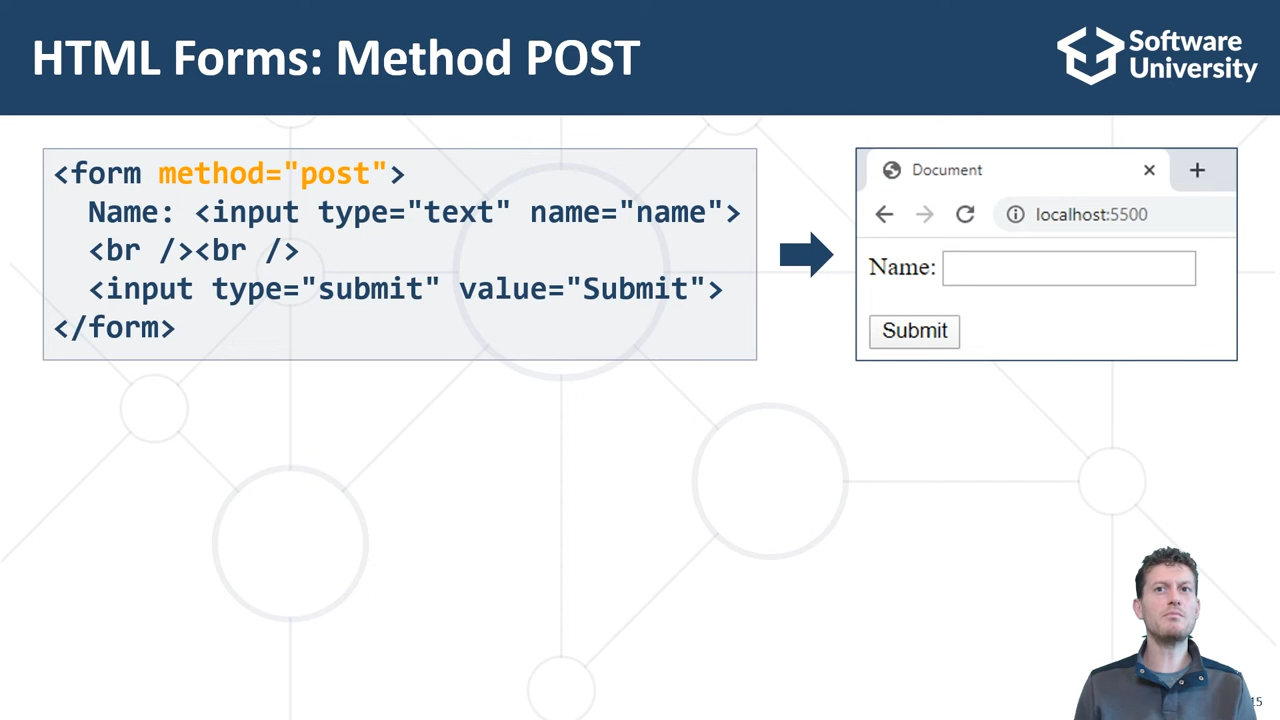 HTML Forms: Method POST
Software
University
<form method="post">
Name: <input type="text" name="name">
<br /><br />
<input type="submit" value="Submit">
</form>
Document
localhost:5500
Name:
Submit
15